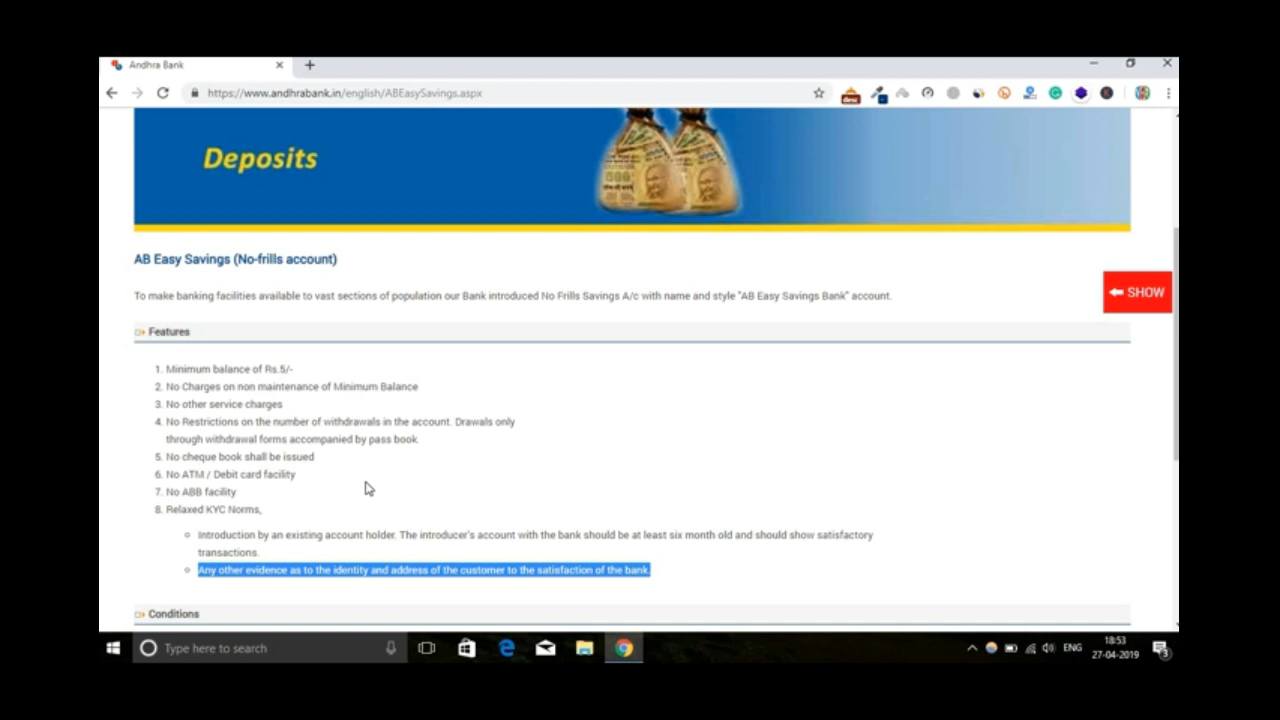 Andhra Bank
https://www.andhrabank.in/english/ABEasySavings.aspx
Deposits
AB Easy Savings (No-frills account)
To make banking facilities available to vast sections of population our Bank introduced No Frills Savings A/c with name and style "AB Easy Savings Bank" account.
SHOW
Features
1. Minimum balance of Rs.5/-
2. No Charges on non maintenance of Minimum Balance
3. No other service charges
4. No Restrictions on the number of withdrawals in the account. Drawals only
through withdrawal forms accompanied by pass book.
5. No cheque book shall be issued
6. No ATM / Debit card facility
7. No ABB facility
8. Relaxed KYC Norms,
Introduction by an existing account holder. The introducer's account with the bank should be at least six month old and should show satisfactory
transactions.
Any other evidence as to the identity and address of the customer to the satisfaction of the bank.
Conditions
Type here to search
ENG
18:53
27-04-2019
3